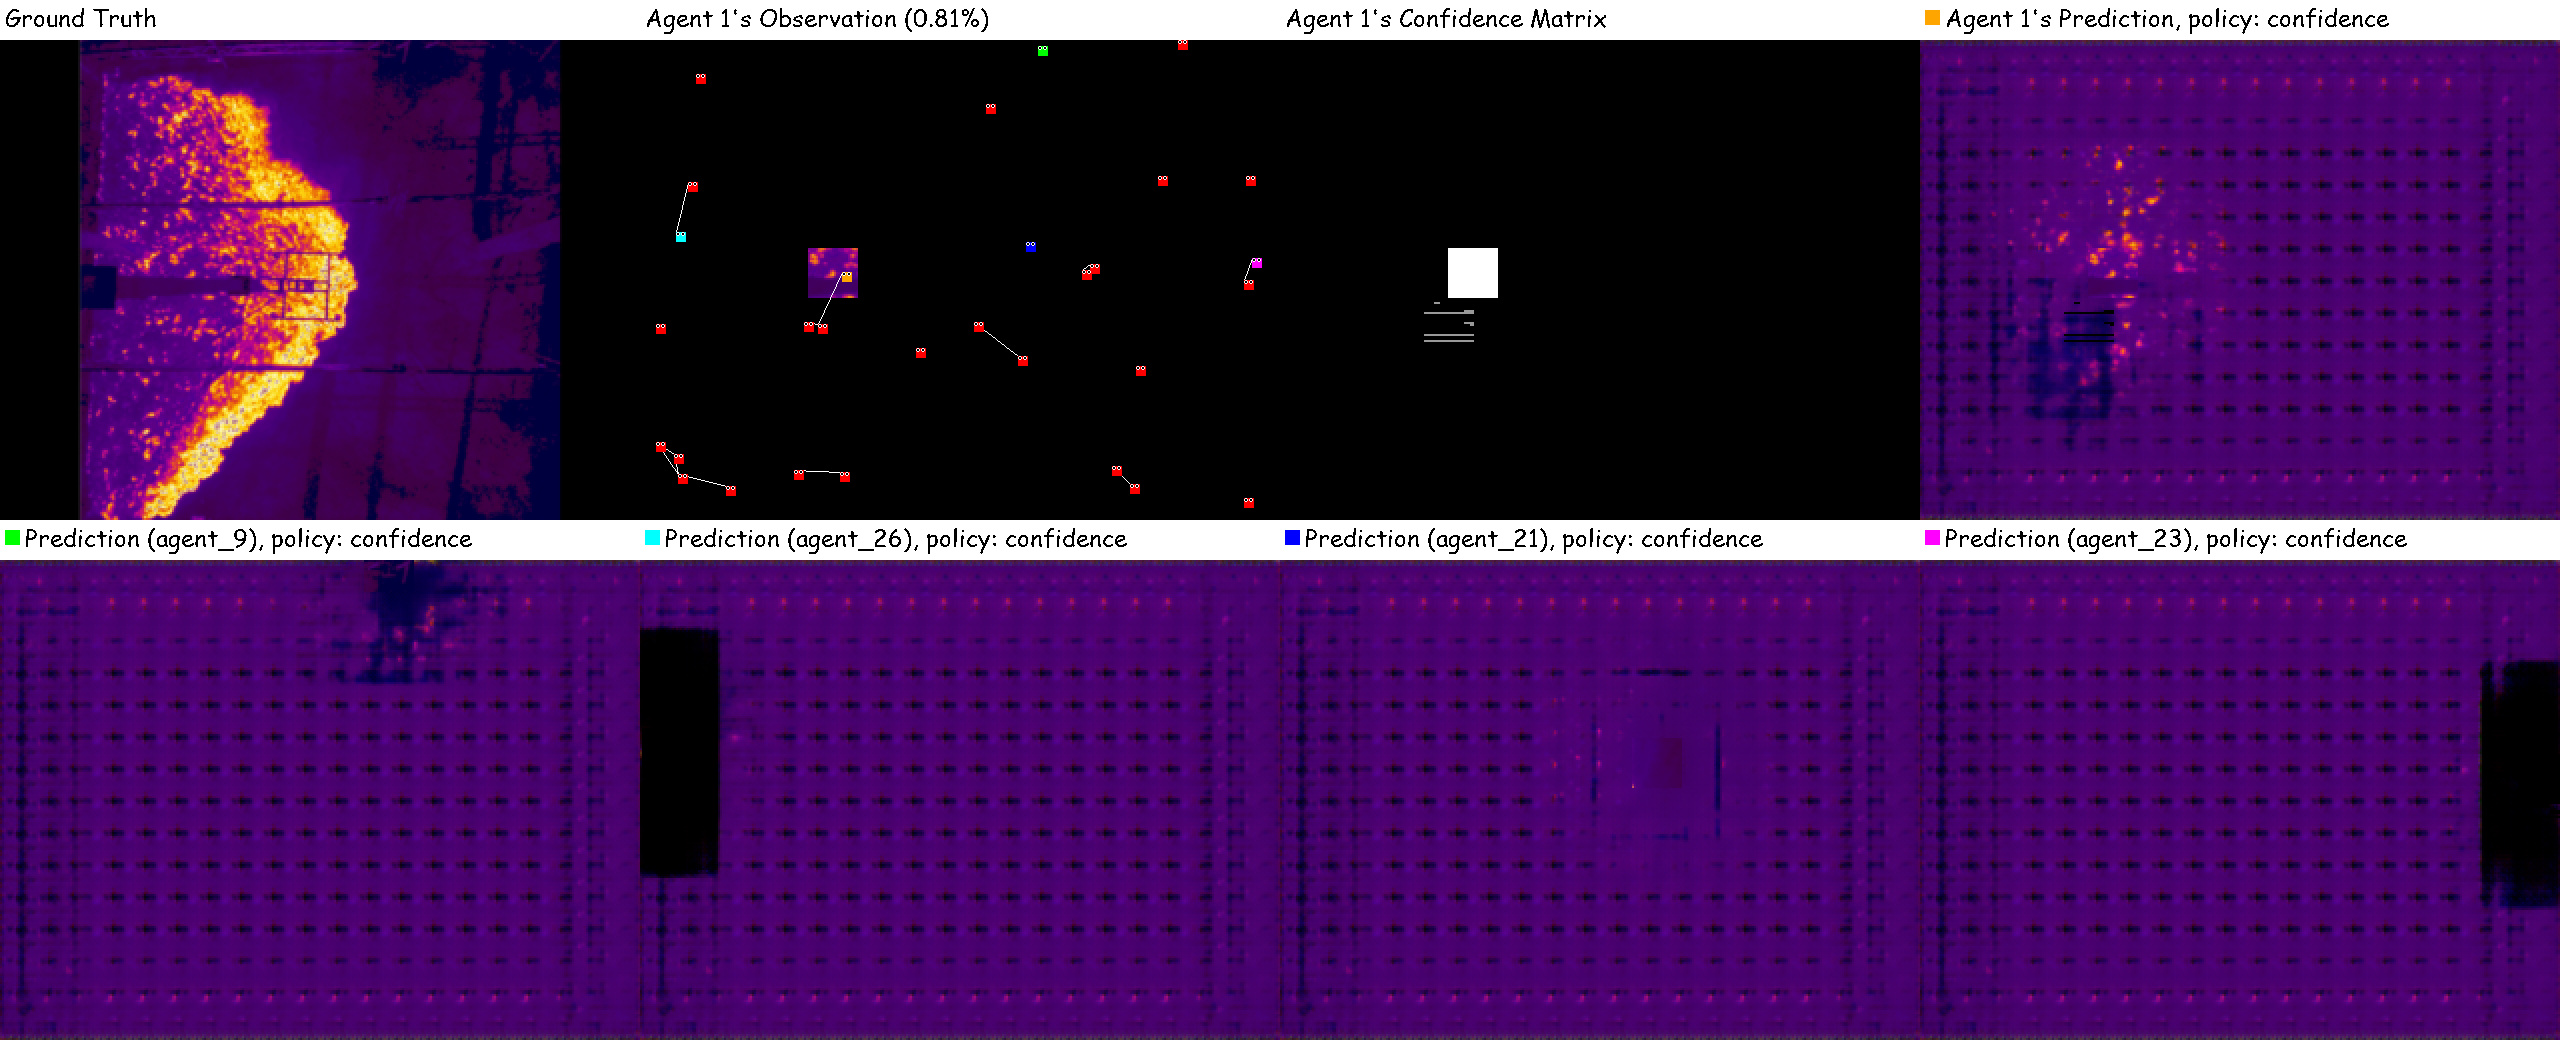 Ground Truth
Agent 1's Observation (0.81%)
Agent 1's Confidence Matrix
Agent 1's Prediction, policy: confidence
Prediction (agent_9), policy: confidence
Prediction (agent_26), policy: confidence
Prediction (agent_21), policy: confidence
Prediction (agent_23), policy: confidence